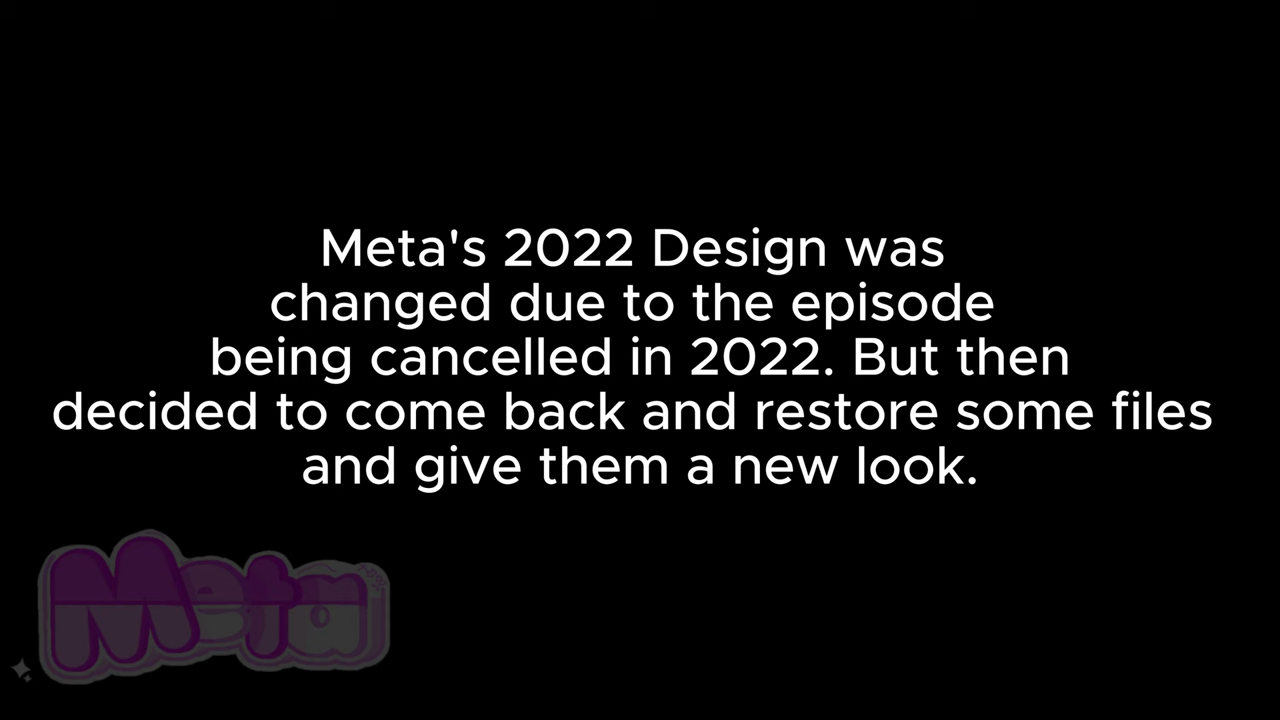 Meta's 2022 Design was
changed due to the episode
being cancelled in 2022. But then
decided to come back and restore some files
and give them a new look.
Meta